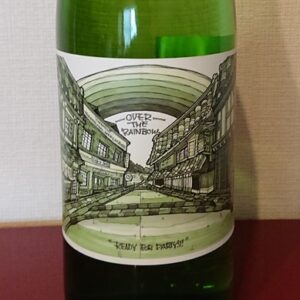 OVER
THE
RAINBOW
"READY FOR PARTY!!"